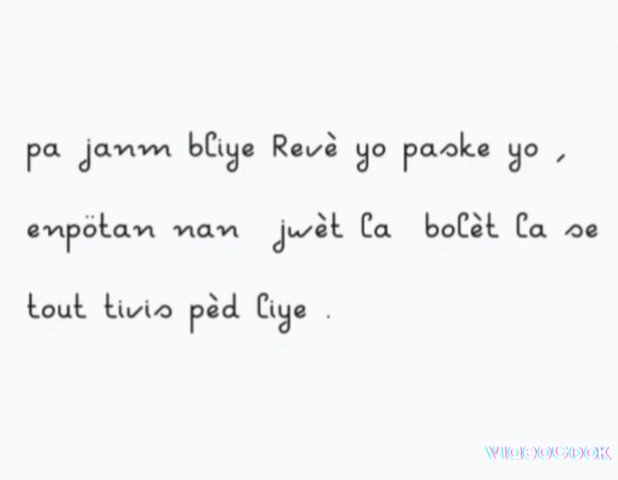 pa janm bliye Revè yo paske yo ,
enpötan nan jwèt la bolèt la se
tout tivis pèd liye .